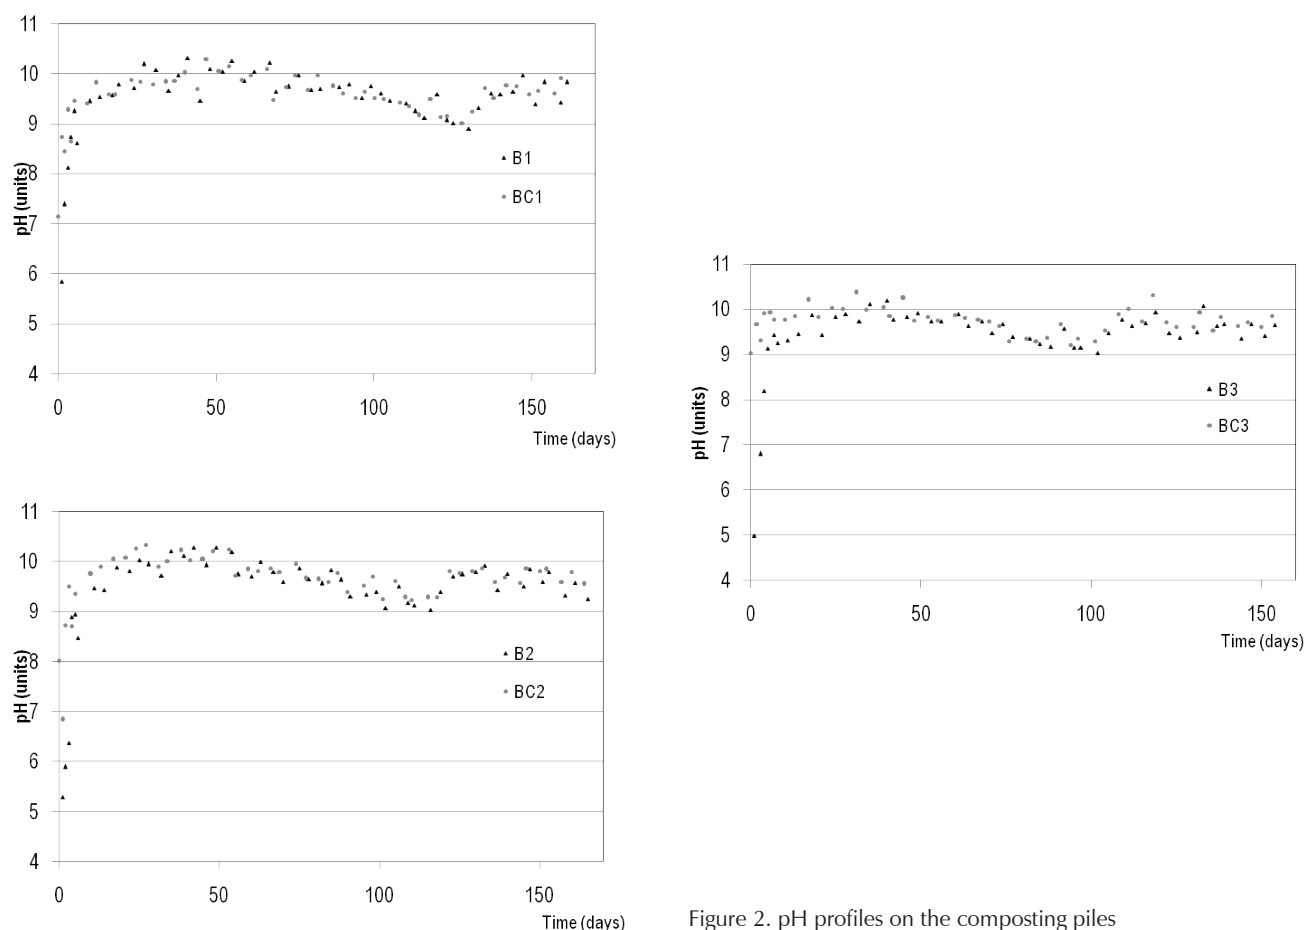 11
10
9
8
7
6
5
4
pH (units)
B1
BC1
0 50 100 150
Time (days)
11
10
9
8
7
6
5
4
pH (units)
B2
BC2
0 50 100 150
Time (days)
11
10
9
8
7
6
5
4
pH (units)
B3
BC3
0 50 100 150
Time (days)
Figure 2. pH profiles on the composting piles